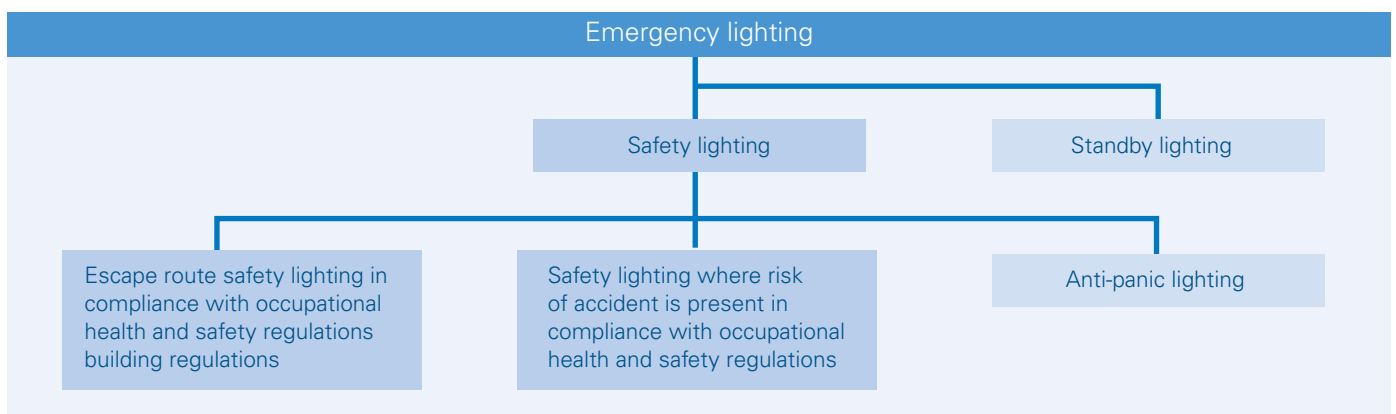 Emergency lighting
Safety lighting
Standby lighting
Escape route safety lighting in
compliance with occupational
health and safety regulations
building regulations
Safety lighting where risk
of accident is present in
compliance with occupational
health and safety regulations
Anti-panic lighting